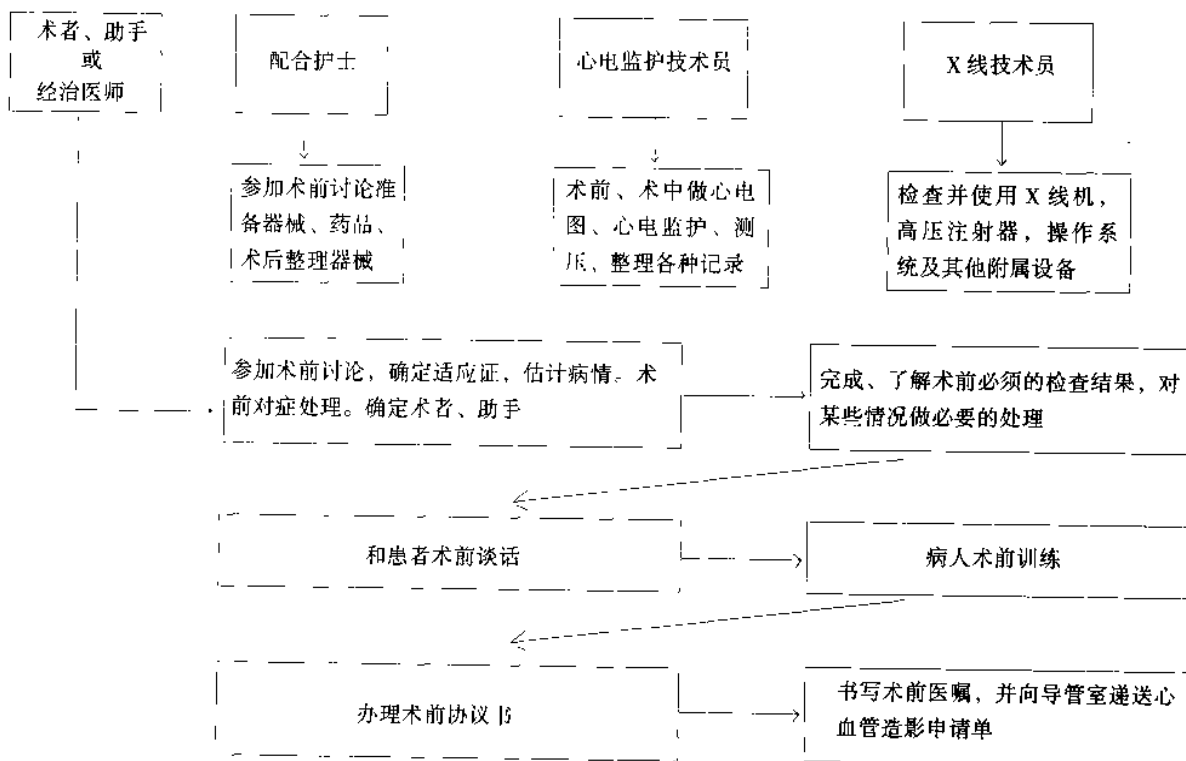 术者、助手
或
经治医师
配合护士
心电监护技术员
X 线技术员
参加术前讨论准
备器械、药品、
术后整理器械
术前、术中做心电
图、心电监护、测
压、整理各种记录
检查并使用 X 线机，
高压注射器，操作系
统及其他附属设备
参加术前讨论，确定适应证，估计病情。术
前对症处理。确定术者、助手
完成、了解术前必须的检查结果，对
某些情况做必要的处理
和患者术前谈话
病人术前训练
办理术前协议书
书写术前医嘱，并向导管室递送心
血管造影申请单